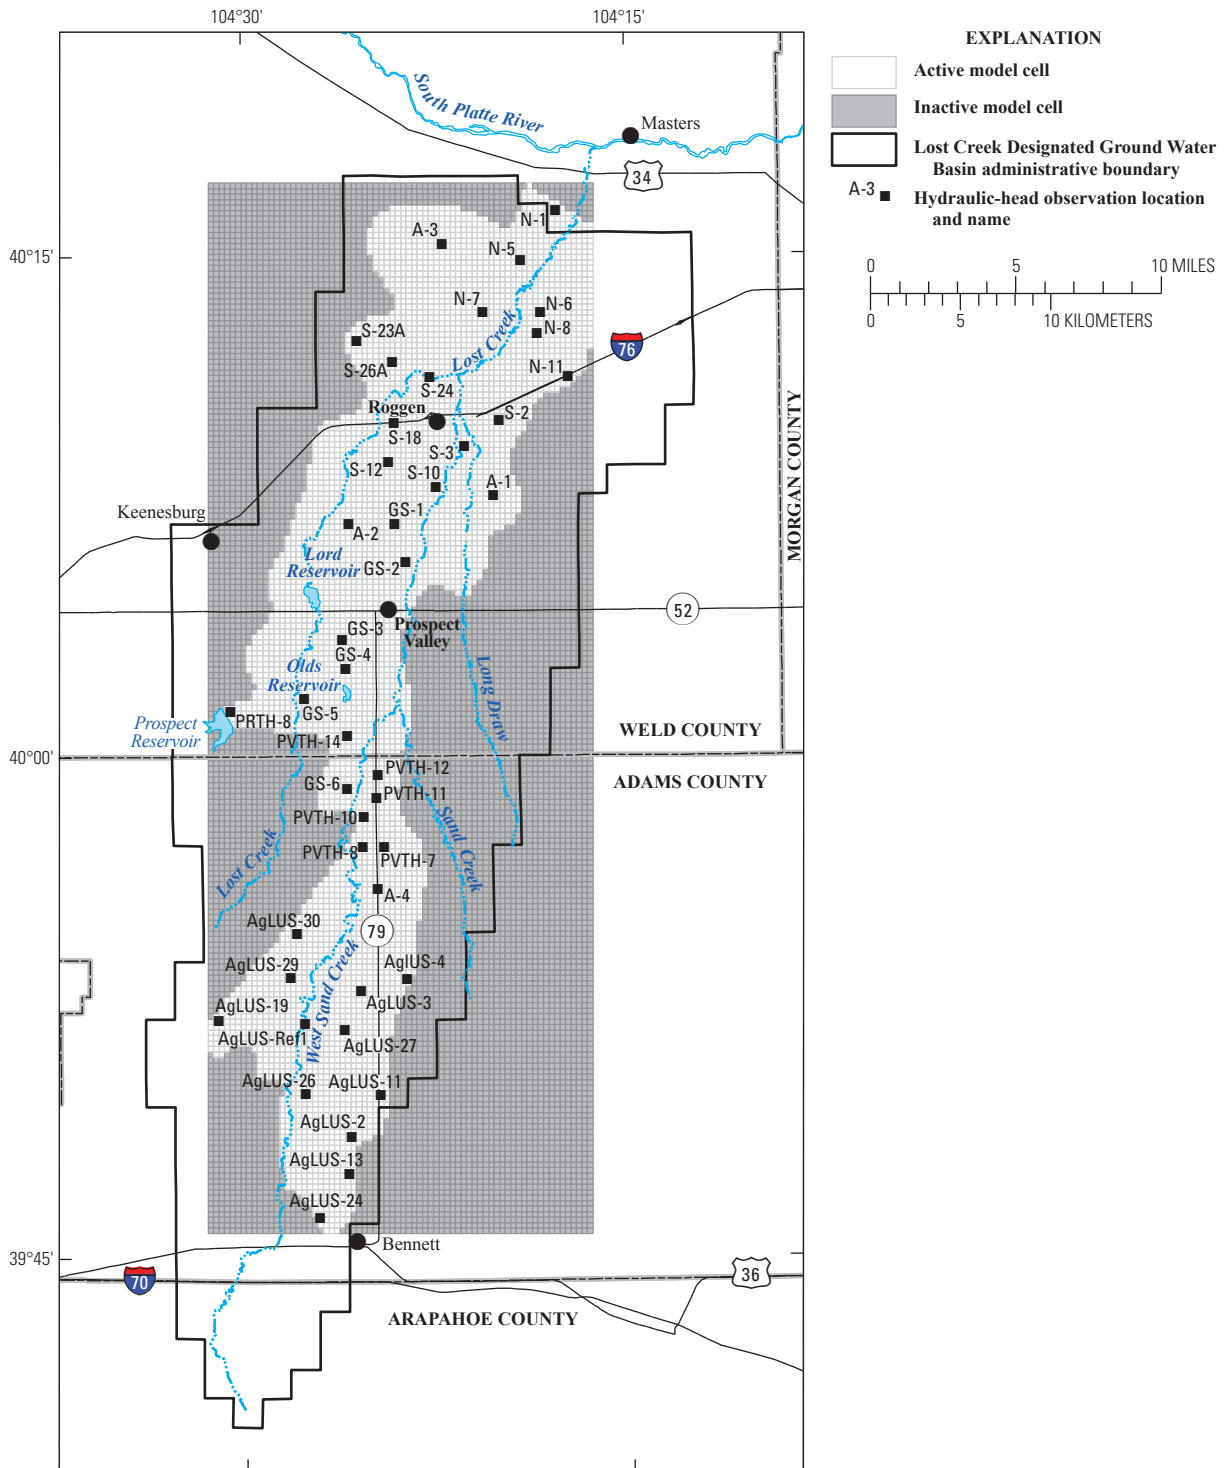 104°30'
104°15'
EXPLANATION
Active model cell
Inactive model cell
Lost Creek Designated Ground Water
Basin administrative boundary
A-3
Hydraulic-head observation location
and name
0
5
10 MILES
0
5
10 KILOMETERS
South Platte River
Masters
34
N-1
A-3
40°15'
N-5
N-7
N-6
N-8
S-23A
Lost Creek
76
S-26A
N-11
S-24
Roggen
S-2
S-18
S-3
S-12
S-10
A-1
Keenesburg
GS-1
A-2
MORGAN COUNTY
Lord
Reservoir
GS-2
52
Prospect
Valley
GS-3
GS-4
Olds
Reservoir
Long Draw
GS-5
Prospect
Reservoir
PRTH-8
WELD COUNTY
PVTH-14
40°00'
PVTH-12
ADAMS COUNTY
GS-6
PVTH-11
PVTH-10
Sand Creek
PVTH-8
PVTH-7
Lost Creek
A-4
AgLUS-30
79
AgLUS-29
AglUS-4
AgLUS-3
AgLUS-19
West Sand Creek
AgLUS-Ref1
AgLUS-27
AgLUS-26
AgLUS-11
AgLUS-2
AgLUS-13
AgLUS-24
Bennett
39°45'
70
36
ARAPAHOE COUNTY